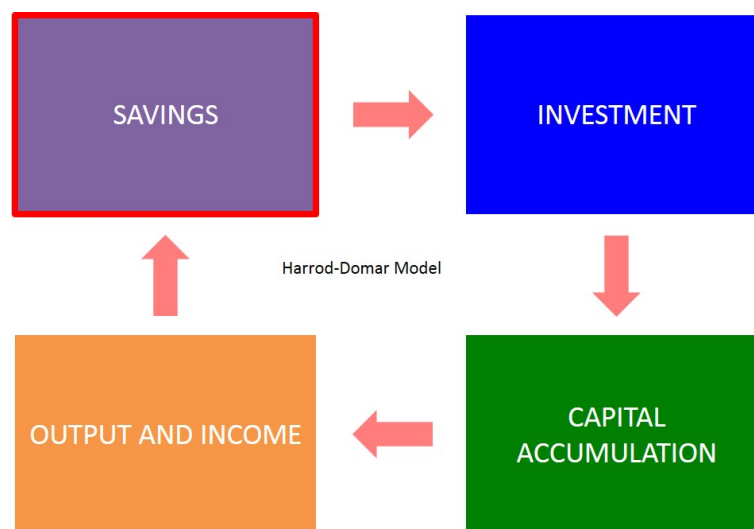 SAVINGS
INVESTMENT
Harrod-Domar Model
OUTPUT AND INCOME
CAPITAL
ACCUMULATION